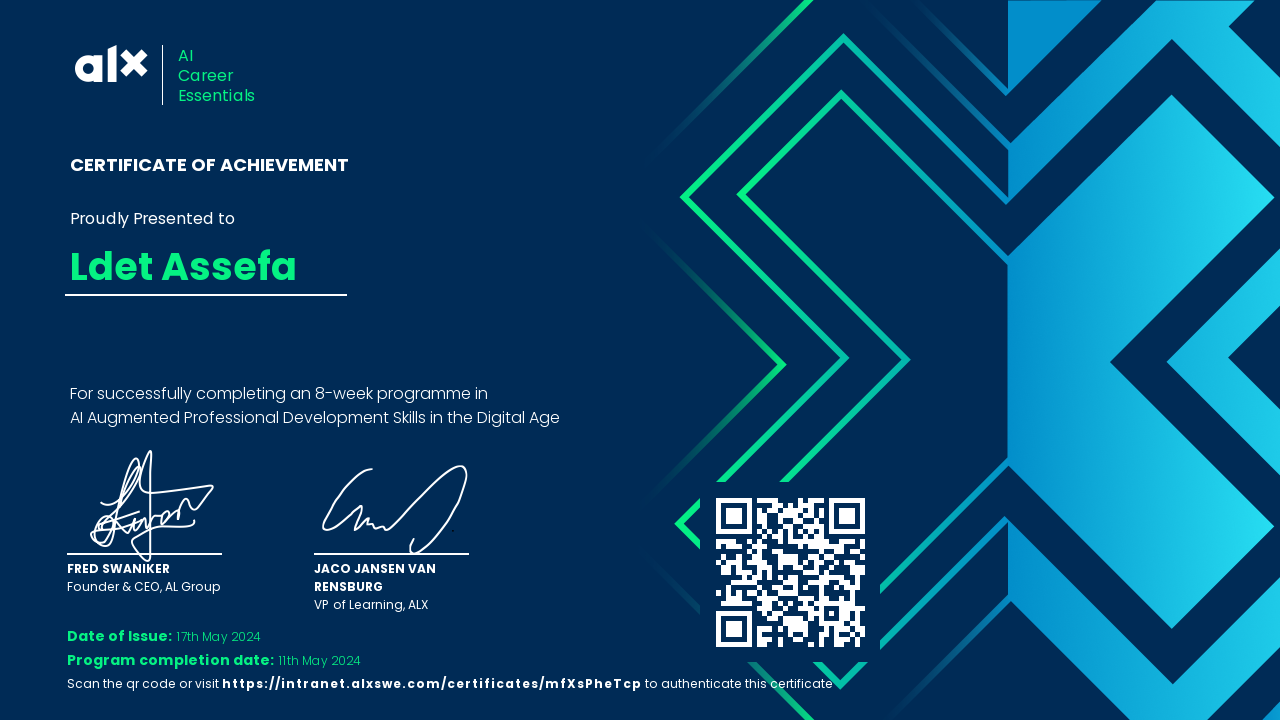 alx
AI
Career
Essentials
CERTIFICATE OF ACHIEVEMENT
Proudly Presented to
Ldet Assefa
For successfully completing an 8-week programme in
AI Augmented Professional Development Skills in the Digital Age
FRED SWANIKER
Founder & CEO, AL Group
JACO JANSEN VAN
RENSBURG
VP of Learning, ALX
Date of Issue: 17th May 2024
Program completion date: 11th May 2024
Scan the qr code or visit https://intranet.alxswe.com/certificates/mfXsPheTcp to authenticate this certificate